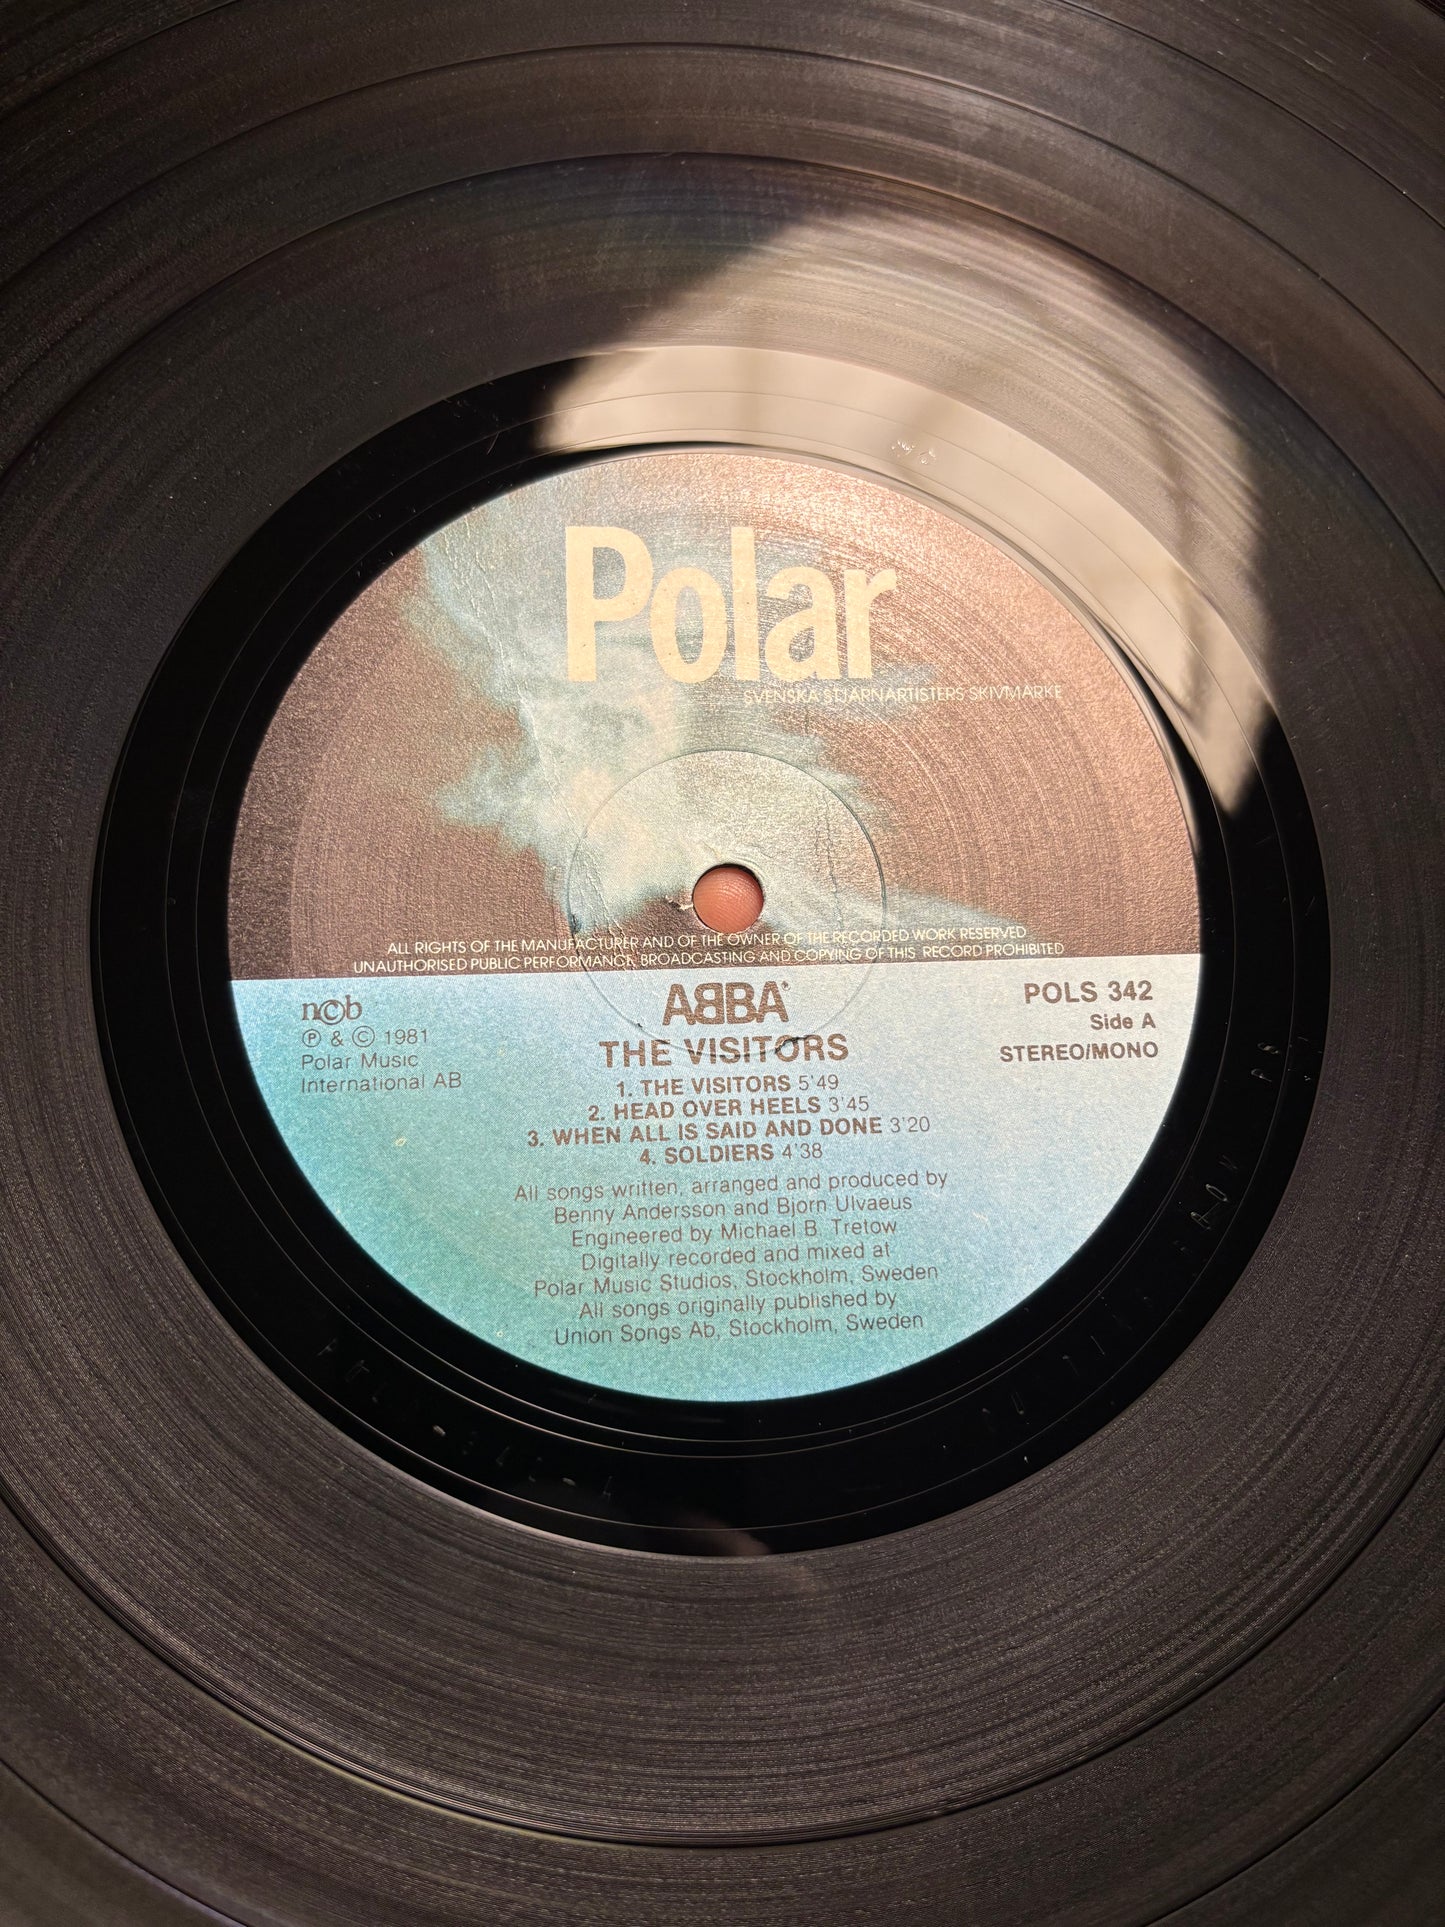 Polar
SVENSKA STJÄRNARTISTERS SKIVMÄRKE
ALL RIGHTS OF THE MANUFACTURER AND OF THE OWNER OF THE RECORDED WORK RESERVED
UNAUTHORISED PUBLIC PERFORMANCE, BROADCASTING AND COPYING OF THIS RECORD PROHIBITED
ncb
Ⓟ & © 1981
Polar Music
International AB
ABBA*
THE VISITORS
POLS 342
Side A
STEREO/MONO
1. THE VISITORS 5'49
2. HEAD OVER HEELS 3'45
3. WHEN ALL IS SAID AND DONE 3'20
4. SOLDIERS 4'38
All songs written, arranged and produced by
Benny Andersson and Bjorn Ulvaeus
Engineered by Michael B. Tretow
Digitally recorded and mixed at
Polar Music Studios, Stockholm, Sweden
All songs originally published by
Union Songs Ab, Stockholm, Sweden
POLS-342-A